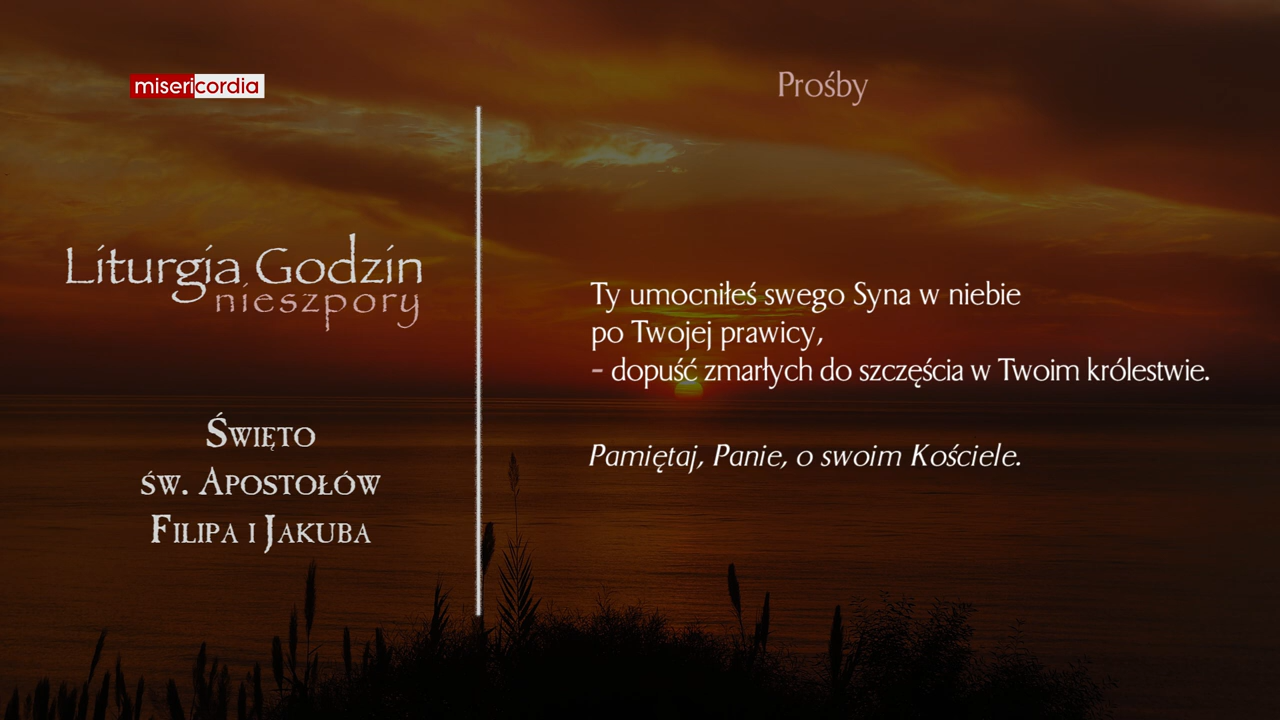 misericordia
Prośby
Liturgia Godzin
nieszpory
Święto
św. Apostołów
Filipa i Jakuba
Ty umocniłeś swego Syna w niebie
po Twojej prawicy,
- dopuść zmarłych do szczęścia w Twoim królestwie.
Pamiętaj, Panie, o swoim Kościele.